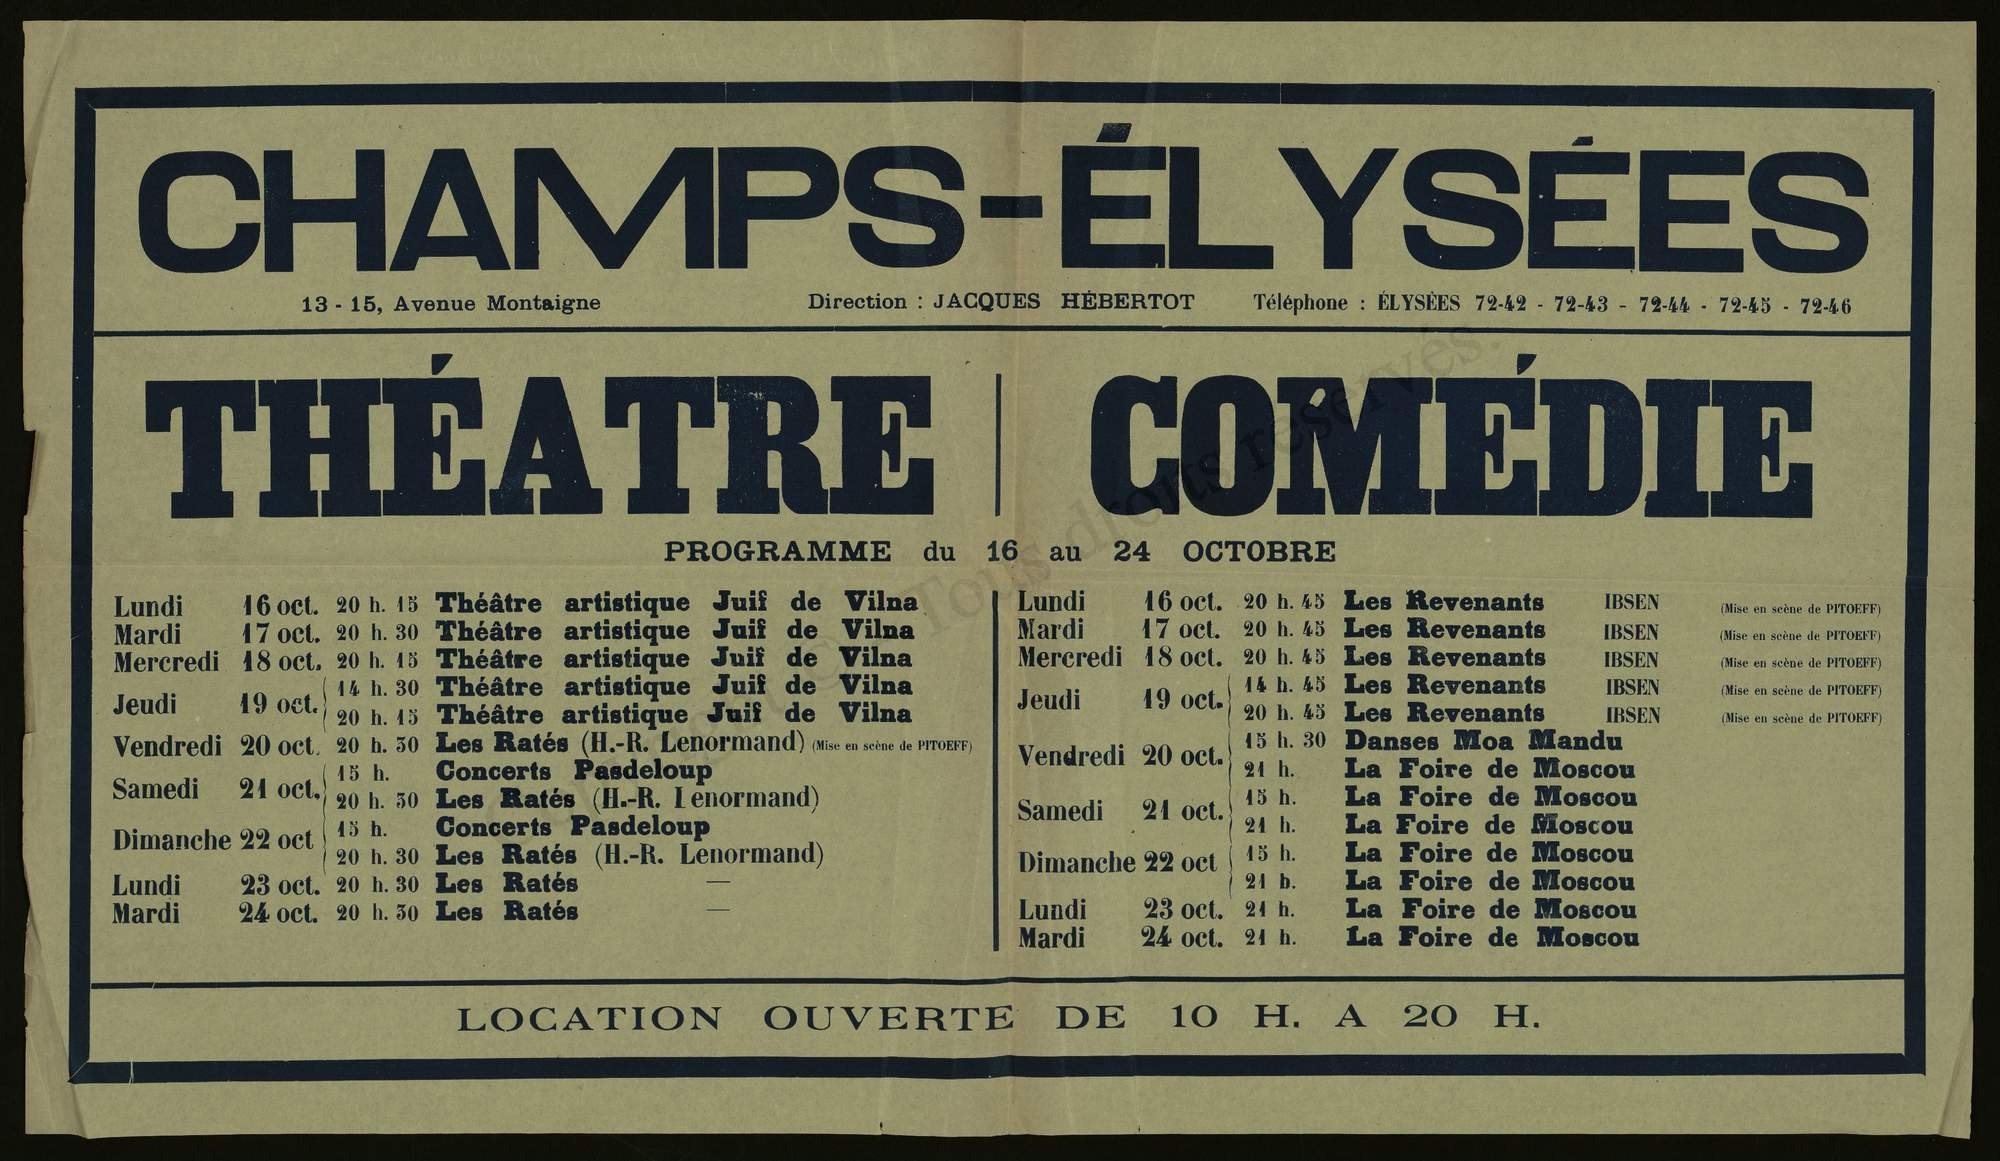 CHAMPS-ÉLYSÉES
13-15, Avenue Montaigne Direction : JACQUES HÉBERTOT Téléphone : ÉLYSÉES 72-42 - 72-43 - 72-44 - 72-45 - 72-46
THÉATRE | COMÉDIE
PROGRAMME du 16 au 24 OCTOBRE
Lundi 16 oct. 20 h. 15 Théâtre artistique Juif de Vilna
Mardi 17 oct. 20 h. 30 Théâtre artistique Juif de Vilna
Mercredi 18 oct. 20 h. 15 Théâtre artistique Juif de Vilna
Jeudi 19 oct. 14 h. 30 Théâtre artistique Juif de Vilna
20 h. 15 Théâtre artistique Juif de Vilna
Vendredi 20 oct. 20 h. 30 Les Ratés (H.-R. Lenormand) (Mise en scène de PITOEFF)
Samedi 21 oct. 15 h. Concerts Pasdeloup
20 h. 30 Les Ratés (H.-R. Lenormand)
Dimanche 22 oct 15 h. Concerts Pasdeloup
20 h. 30 Les Ratés (H.-R. Lenormand)
Lundi 23 oct. 20 h. 30 Les Ratés —
Mardi 24 oct. 20 h. 30 Les Ratés —
Lundi 16 oct. 20 h. 45 Les Revenants IBSEN (Mise en scène de PITOEFF)
Mardi 17 oct. 20 h. 45 Les Revenants IBSEN (Mise en scène de PITOEFF)
Mercredi 18 oct. 20 h. 45 Les Revenants IBSEN (Mise en scène de PITOEFF)
Jeudi 19 oct. 14 h. 45 Les Revenants IBSEN (Mise en scène de PITOEFF)
20 h. 45 Les Revenants IBSEN (Mise en scène de PITOEFF)
Vendredi 20 oct. 15 h. 30 Danses Moa Mandu
21 h. La Foire de Moscou
Samedi 21 oct. 15 h. La Foire de Moscou
21 h. La Foire de Moscou
Dimanche 22 oct 15 h. La Foire de Moscou
21 h. La Foire de Moscou
Lundi 23 oct. 21 h. La Foire de Moscou
Mardi 24 oct. 21 h. La Foire de Moscou
LOCATION OUVERTE DE 10 H. A 20 H.
Tous droits réservés.